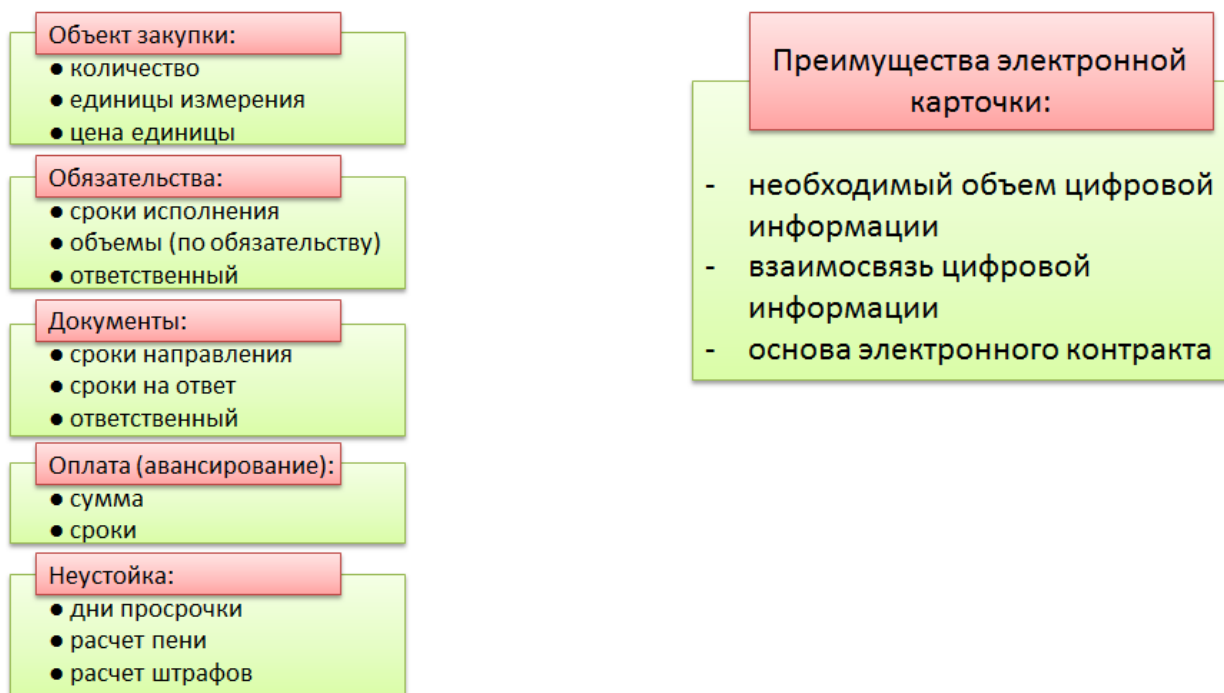 Объект закупки:
● количество
● единицы измерения
● цена единицы
Обязательства:
● сроки исполнения
● объемы (по обязательству)
● ответственный
Документы:
● сроки направления
● сроки на ответ
● ответственный
Оплата (авансирование):
● сумма
● сроки
Неустойка:
● дни просрочки
● расчет пени
● расчет штрафов
Преимущества электронной
карточки:
- необходимый объем цифровой
информации
- взаимосвязь цифровой
информации
- основа электронного контракта